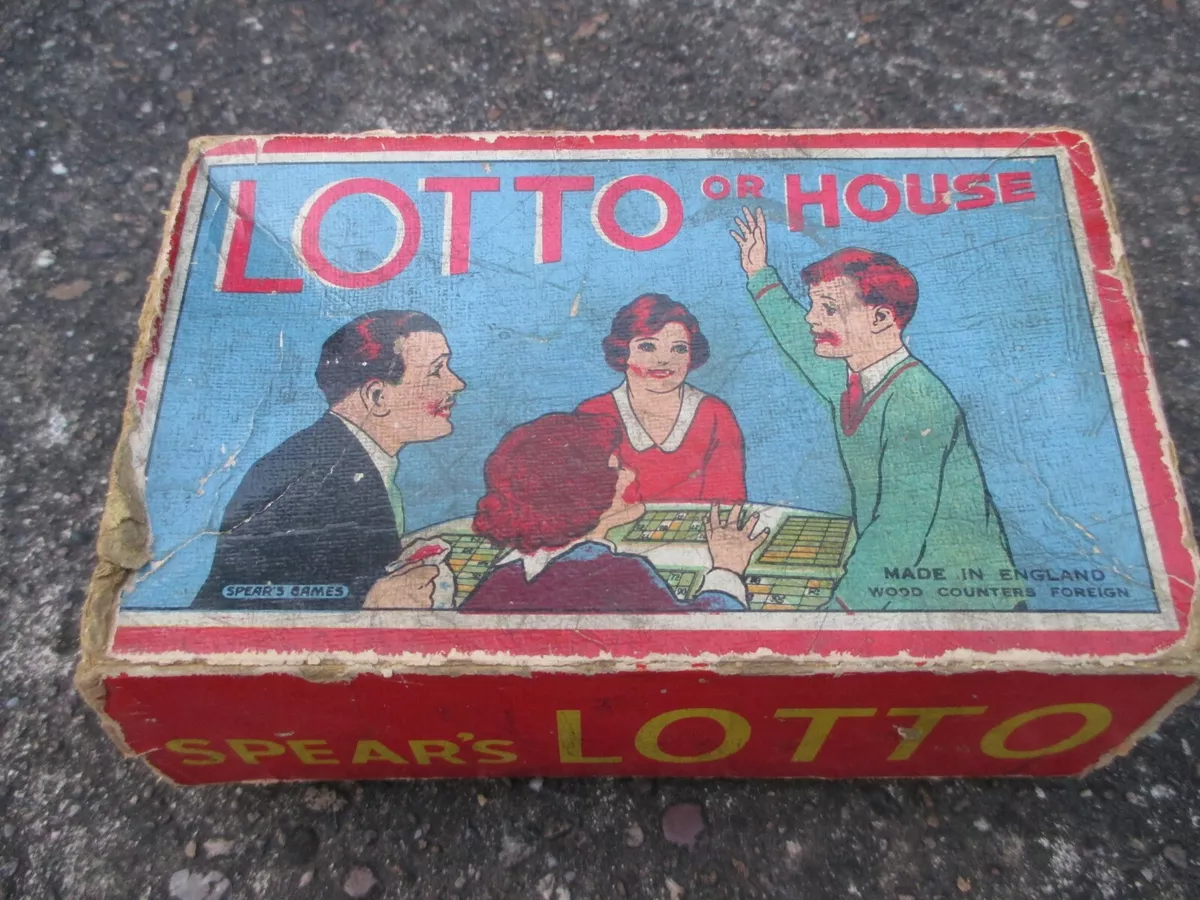 LOTTO OR HOUSE
SPEAR'S GAMES
MADE IN ENGLAND
WOOD COUNTERS FOREIGN
SPEAR'S LOTTO